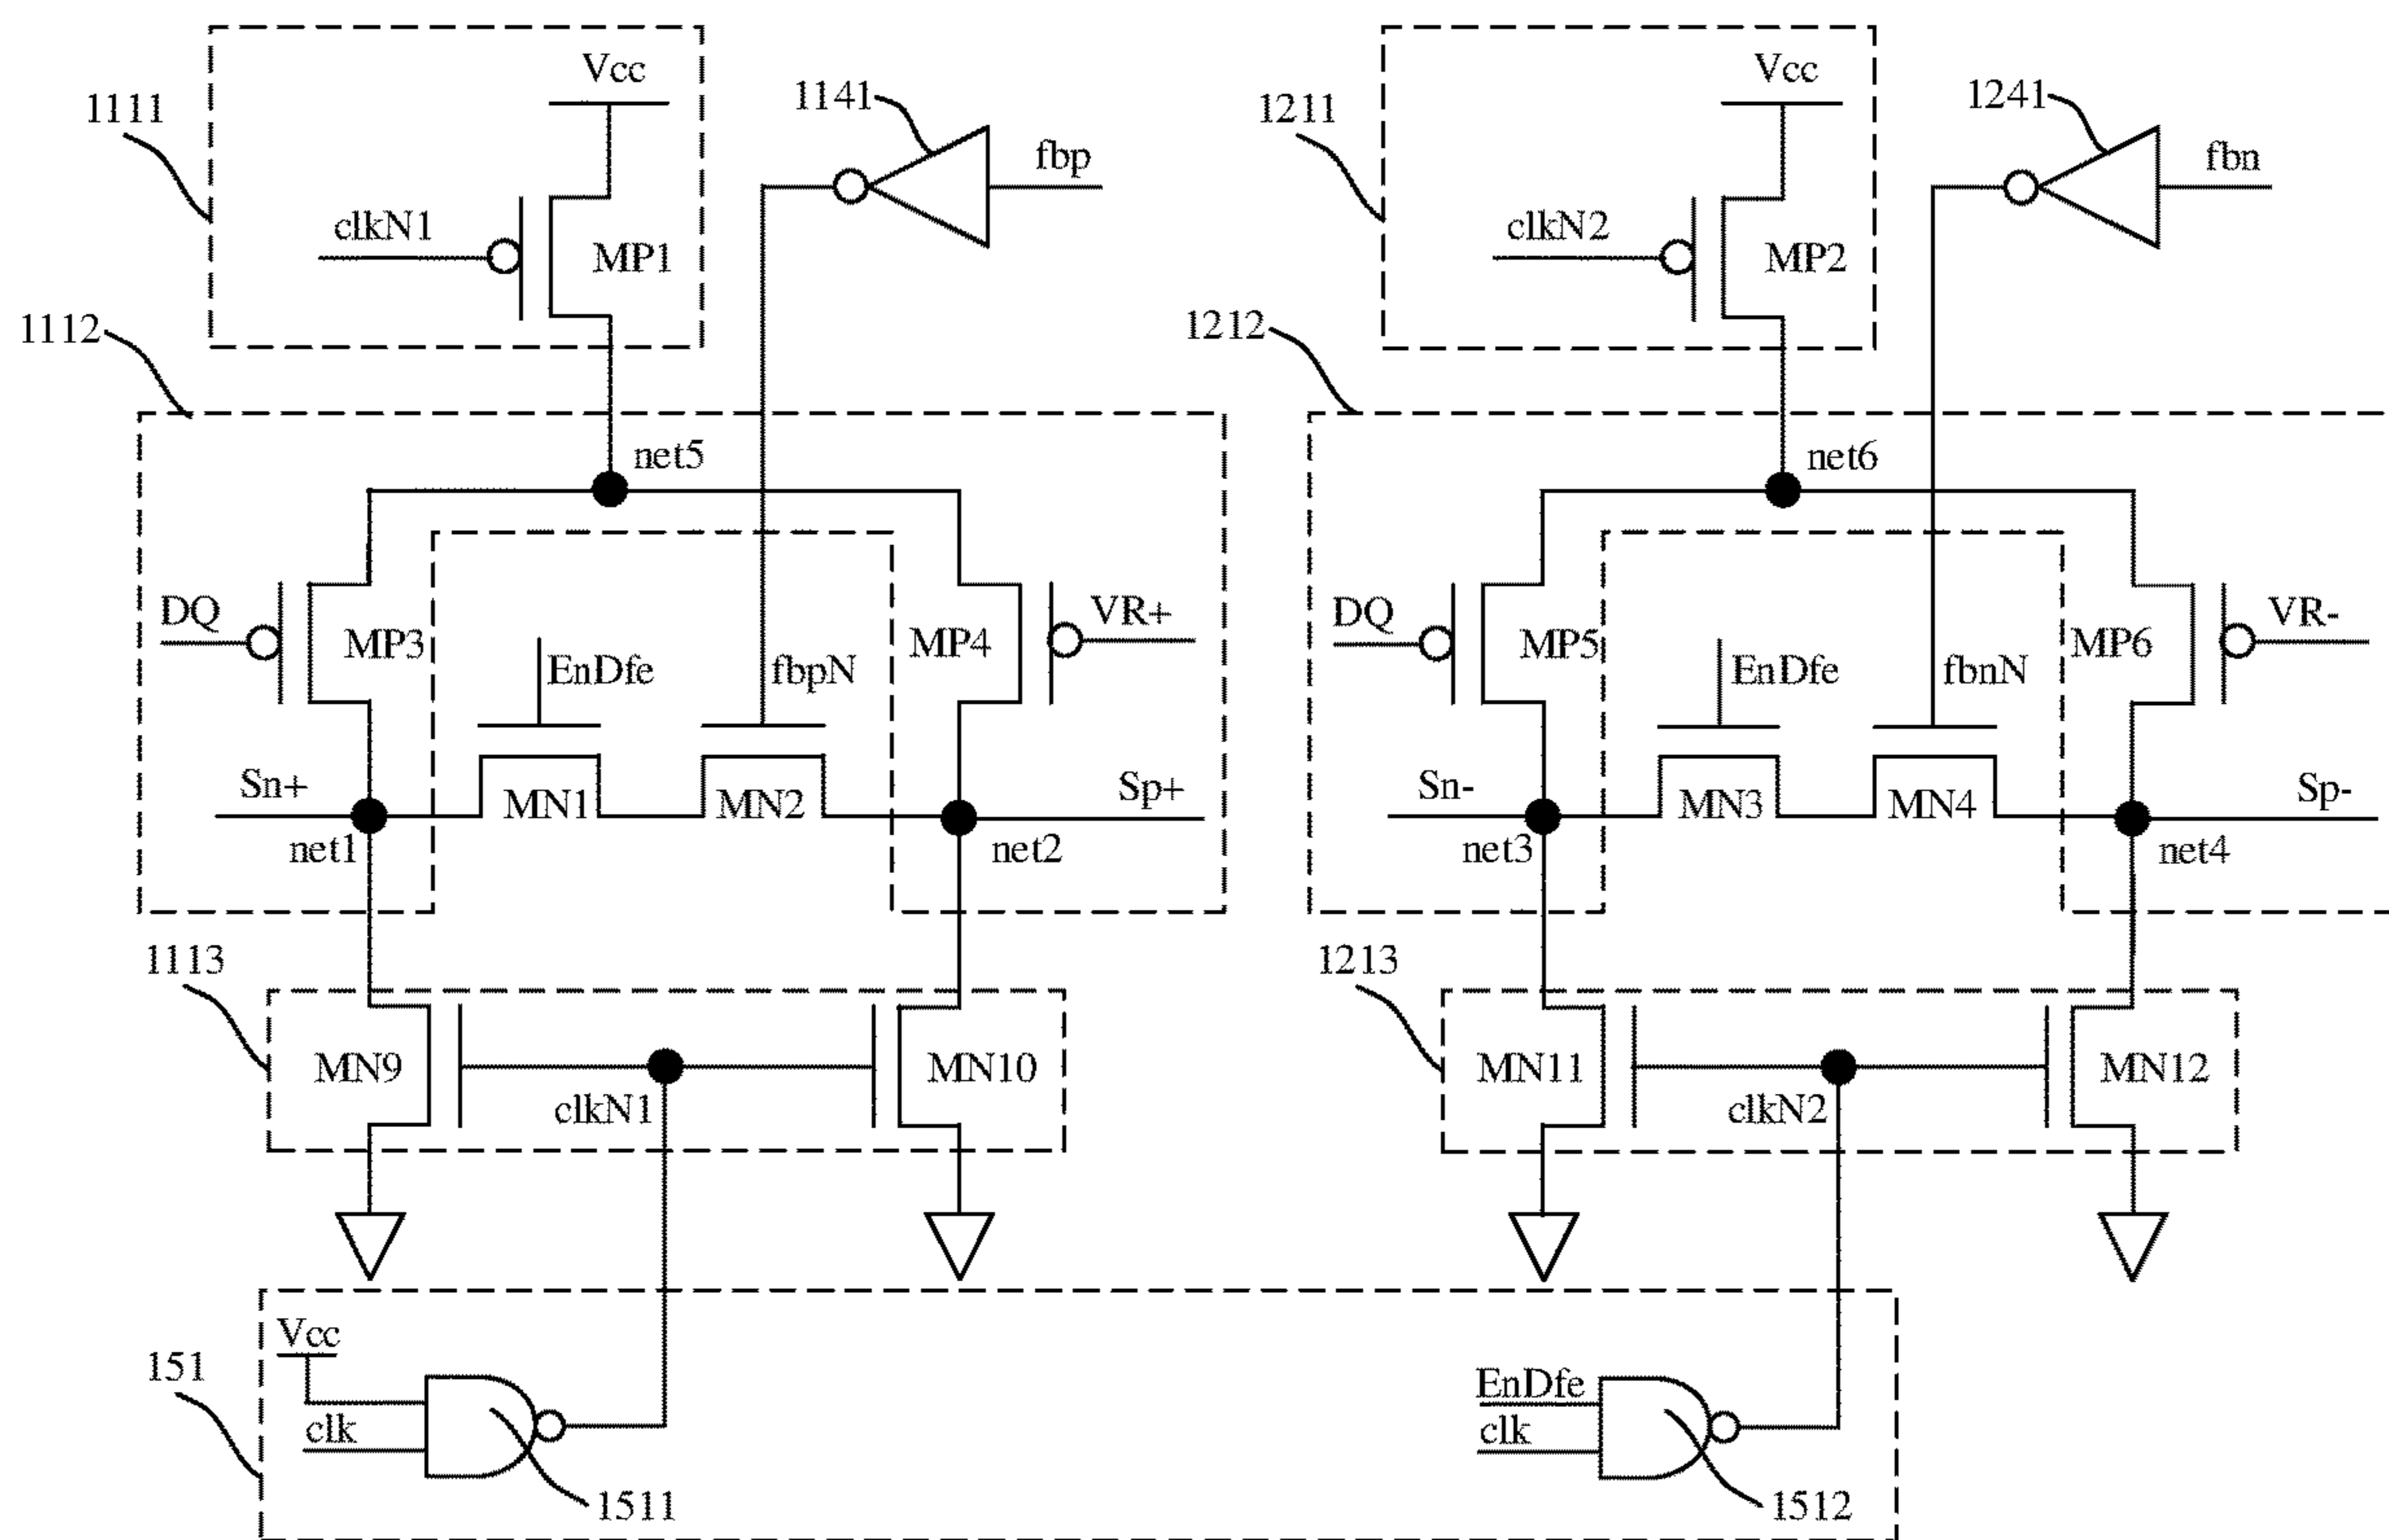 Vcc
Vcc
1111
1141
1211
1241
fbp
fbn
clkN1
clkN2
MP1
MP2
1112
1212
net5
net6
DQ
VR+
DQ
VR-
MP3
EnDfe
fbpN
MP4
MP5
EnDfe
fbnN
MP6
Sn+
MN1
MN2
Sp+
Sn-
MN3
MN4
Sp-
net1
net2
net3
net4
1113
1213
MN9
MN10
MN11
MN12
clkN1
clkN2
Vcc
151
EnDfe
clk
clk
1511
1512